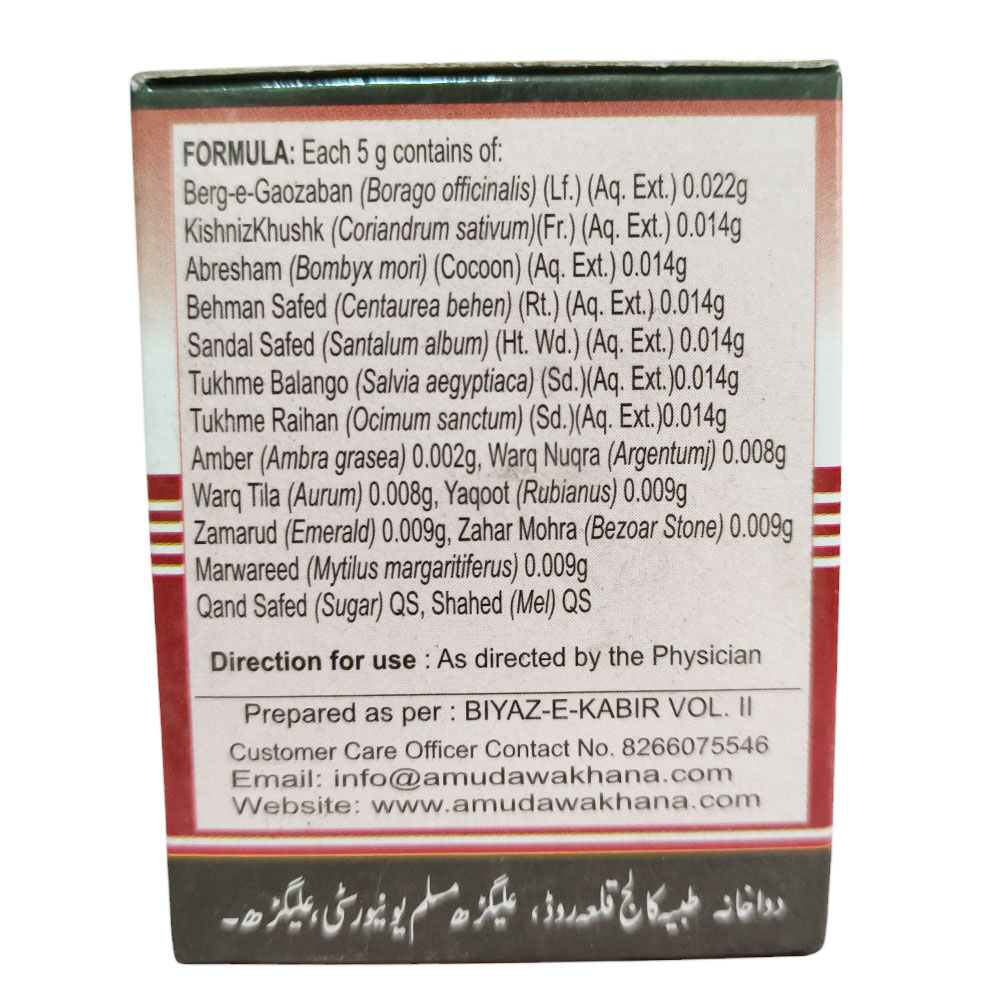 FORMULA: Each 5 g contains of:
Berg-e-Gaozaban (Borago officinalis) (Lf.) (Aq. Ext.) 0.022g
KishnizKhushk (Coriandrum sativum)(Fr.) (Aq. Ext.) 0.014g
Abresham (Bombyx mori) (Cocoon) (Aq. Ext.) 0.014g
Behman Safed (Centaurea behen) (Rt.) (Aq. Ext.) 0.014g
Sandal Safed (Santalum album) (Ht. Wd.) (Aq. Ext.) 0.014g
Tukhme Balango (Salvia aegyptiaca) (Sd.)(Aq. Ext.)0.014g
Tukhme Raihan (Ocimum sanctum) (Sd.)(Aq. Ext.)0.014g
Amber (Ambra grasea) 0.002g, Warq Nuqra (Argentumj) 0.008g
Warq Tila (Aurum) 0.008g, Yaqoot (Rubianus) 0.009g
Zamarud (Emerald) 0.009g, Zahar Mohra (Bezoar Stone) 0.009g
Marwareed (Mytilus margaritiferus) 0.009g
Qand Safed (Sugar) QS, Shahed (Mel) QS
Direction for use : As directed by the Physician
Prepared as per : BIYAZ-E-KABIR VOL. II
Customer Care Officer Contact No. 8266075546
Email: info@amudawakhana.com
Website: www.amudawakhana.com
دواخانہ طبیہ کالج قلعہ روڈ، علیگڑھ مسلم یونیورسٹی، علیگڑھ۔